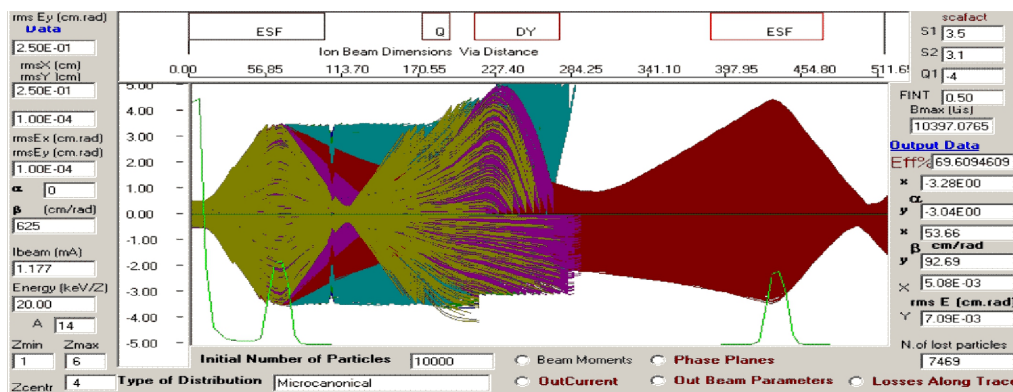 rms Ey (cm.rad)
Data
2.50E-01
rmsX (cm)
rmsY (cm)
2.50E-01
1.00E-04
rmsEx (cm.rad)
rmsEy (cm.rad)
1.00E-04
α 0
β (cm/rad)
625
Ibeam (mA)
1.177
Energy (keV/Z)
20.00
A 14
Zmin Zmax
1 6
Zcentr 4
ESF Q DY ESF
Ion Beam Dimensions Via Distance
0.00 56.85 113.70 170.55 227.40 284.25 341.10 397.95 454.80 511.65
5.00
4.00
3.00
2.00
1.00
0.00
-1.00
-2.00
-3.00
-4.00
-5.00
Initial Number of Particles 10000 Beam Moments Phase Planes
Type of Distribution Microcanonical OutCurrent Out Beam Parameters Losses Along Trace
scafact
S1 3.5
S2 3.1
Q1 -4
FINT 0.50
Bmax (Gs)
10397.0765
Output Data
Eff% 69.6094609
x -3.28E00
α
y -3.04E00
x 53.66
β cm/rad
y 92.69
X 5.08E-03
rms E (cm.rad)
Y 7.09E-03
N.of lost particles
7469